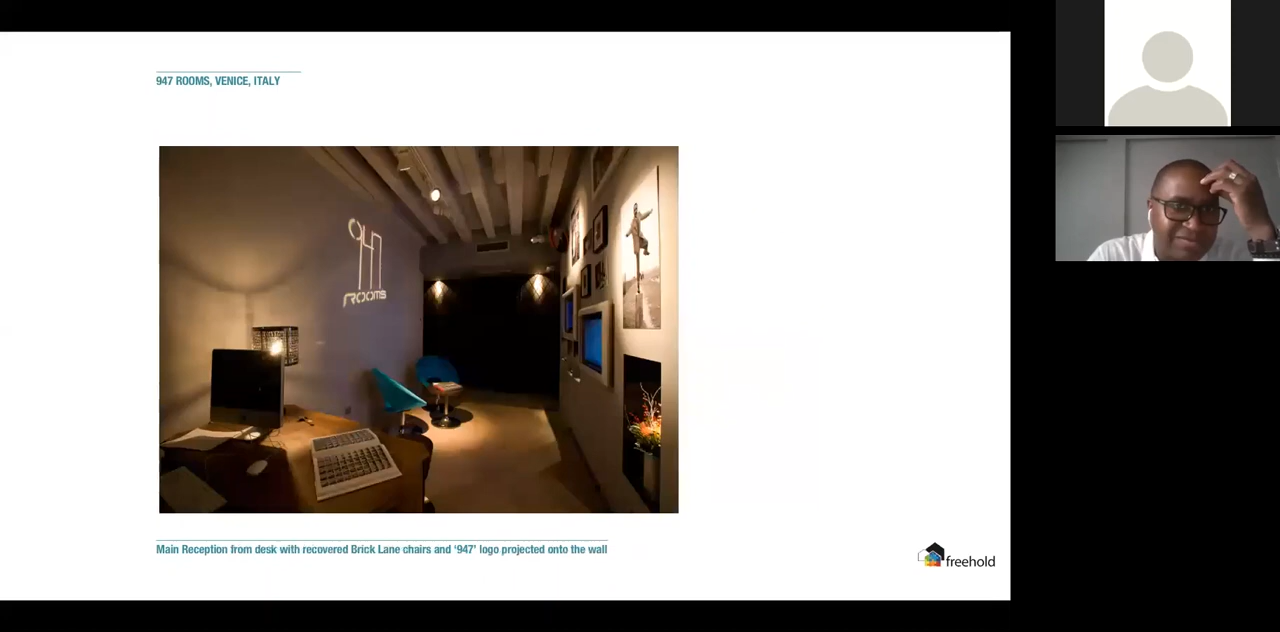 947 ROOMS, VENICE, ITALY
947
rooms
Main Reception from desk with recovered Brick Lane chairs and ‘947’ logo projected onto the wall
freehold